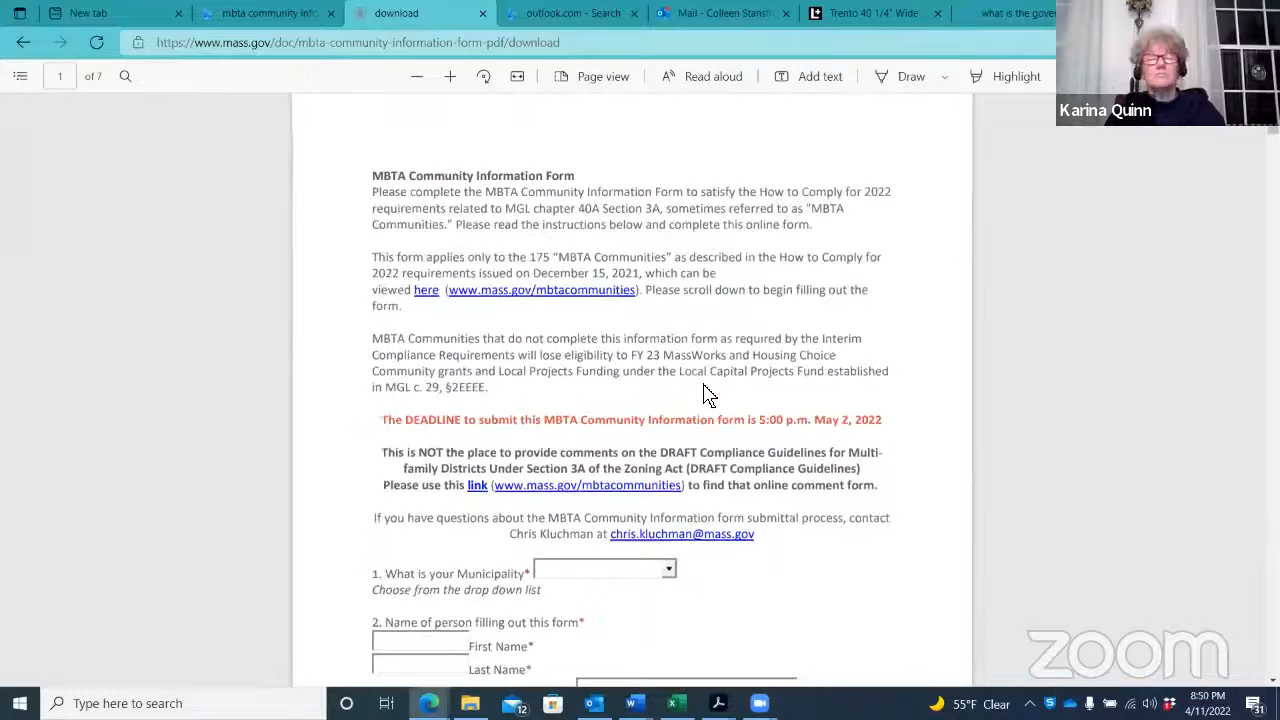 New tab
mbta community information fo
download
outlook.com - Search
Mail - Colleen Stansfi
Trento 40 1/4" Wide
what is the gove
https://www.mass.gov/doc/mbta-community-information-form-pdf/download
1 of 7
Page view
Read aloud
Add text
Draw
Highlight
Karina Quinn
MBTA Community Information Form
Please complete the MBTA Community Information Form to satisfy the How to Comply for 2022
requirements related to MGL chapter 40A Section 3A, sometimes referred to as "MBTA
Communities." Please read the instructions below and complete this online form.
This form applies only to the 175 “MBTA Communities” as described in the How to Comply for
2022 requirements issued on December 15, 2021, which can be
viewed here (www.mass.gov/mbtacommunities). Please scroll down to begin filling out the
form.
MBTA Communities that do not complete this information form as required by the Interim
Compliance Requirements will lose eligibility to FY 23 MassWorks and Housing Choice
Community grants and Local Projects Funding under the Local Capital Projects Fund established
in MGL c. 29, §2EEEE.
The DEADLINE to submit this MBTA Community Information form is 5:00 p.m. May 2, 2022
This is NOT the place to provide comments on the DRAFT Compliance Guidelines for Multi-
family Districts Under Section 3A of the Zoning Act (DRAFT Compliance Guidelines)
Please use this link (www.mass.gov/mbtacommunities) to find that online comment form.
If you have questions about the MBTA Community Information form submittal process, contact
Chris Kluchman at chris.kluchman@mass.gov
1. What is your Municipality*
Choose from the drop down list
2. Name of person filling out this form*
First Name*
Last Name*
zoom
Type here to search
12
55°F Clear
8:50 PM
4/11/2022
31